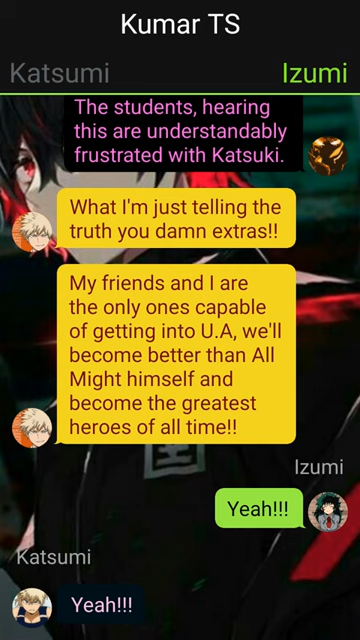 Kumar TS
Katsumi
Izumi
The students, hearing
this are understandably
frustrated with Katsuki.
What I'm just telling the
truth you damn extras!!
My friends and I are
the only ones capable
of getting into U.A, we'll
become better than All
Might himself and
become the greatest
heroes of all time!!
Izumi
Yeah!!!
Katsumi
Yeah!!!